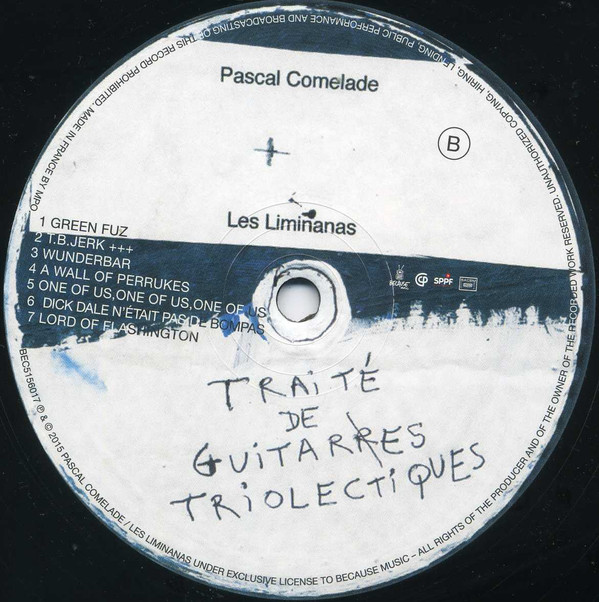 Pascal Comelade
+
B
Les Liminanas
1 GREEN FUZ
2 T.B.JERK +++
3 WUNDERBAR
4 A WALL OF PERRUKES
5 ONE OF US,ONE OF US,ONE OF US
6 DICK DALE N'ÉTAIT PAS DE BOMPAS
7 LORD OF FLASHINGTON
BECAUSE
SPPF
TRAITÉ
DE
GUITARRES
TRIOLECTIQUES
BEC5156017 ℗ & © 2015 PASCAL COMELADE / LES LIMINANAS UNDER EXCLUSIVE LICENSE TO BECAUSE MUSIC – ALL RIGHTS OF THE PRODUCER AND OF THE OWNER OF THE RECORDED WORK RESERVED. UNAUTHORIZED COPYING, HIRING, LENDING, PUBLIC PERFORMANCE AND BROADCASTING OF THIS RECORD PROHIBITED. MADE IN FRANCE BY MPO